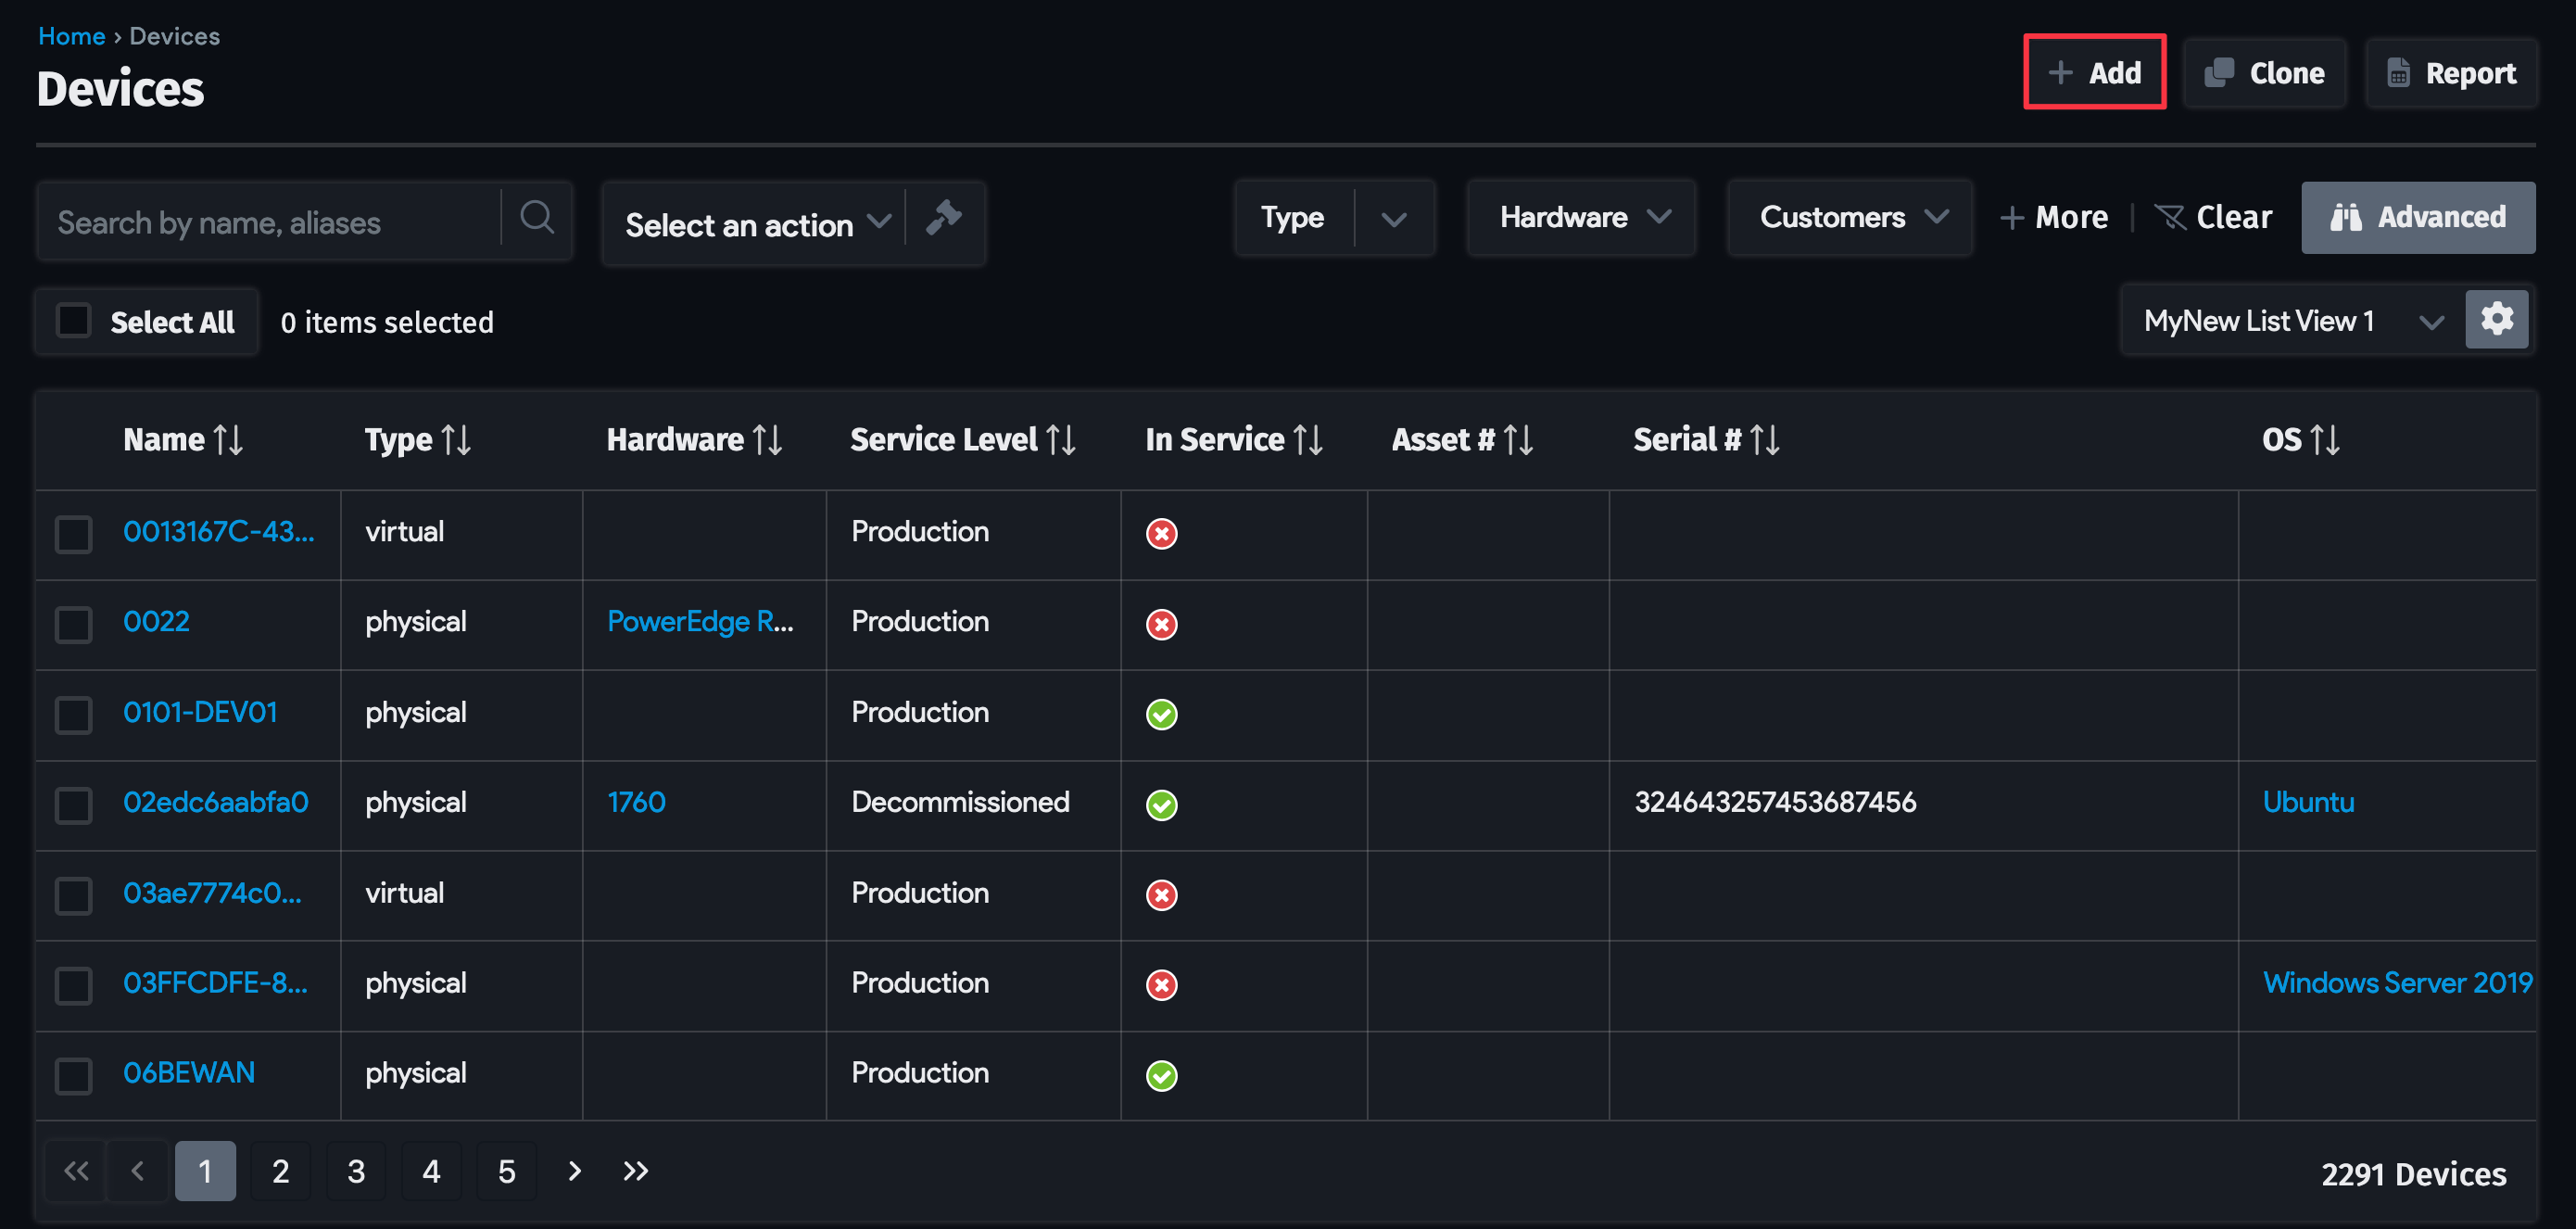 Home › Devices
Devices
Add
Clone
Report
Search by name, aliases
Select an action
Type
Hardware
Customers
+ More
Clear
Advanced
Select All
0 items selected
MyNew List View 1
Name Type Hardware Service Level In Service Asset # Serial # OS
0013167C-43... virtual Production
0022 physical PowerEdge R... Production
0101-DEV01 physical Production
02edc6aabfa0 physical 1760 Decommissioned 324643257453687456 Ubuntu
03ae7774c0... virtual Production
03FFCDFE-8... physical Production Windows Server 2019
06BEWAN physical Production
« ‹ 1 2 3 4 5 › »
2291 Devices